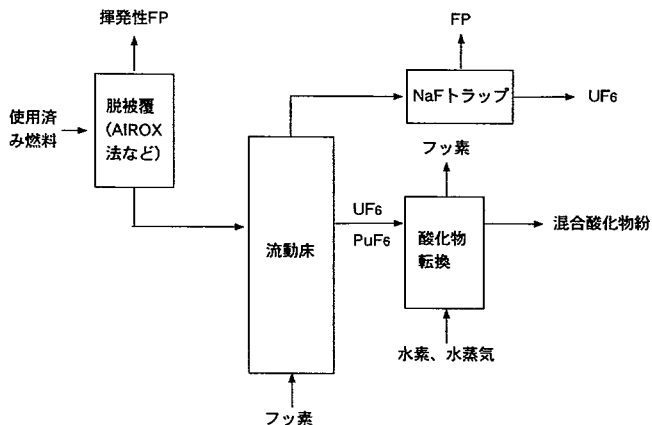 揮発性FP
FP
脱被覆
(AIROX
法など)
使用済
み燃料
NaFトラップ
UF6
フッ素
流動床
UF6
PuF6
酸化物
転換
混合酸化物紛
水素、水蒸気
フッ素